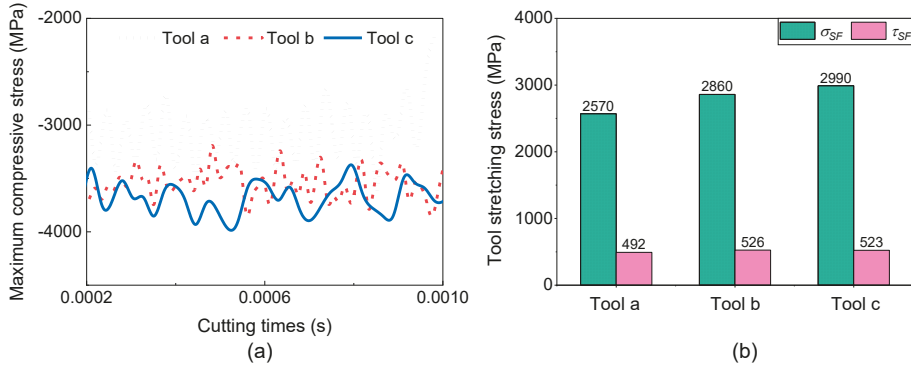 Maximum compressive stress (MPa)
-2000
-3000
-4000
Tool a
Tool b
Tool c
0.0002
0.0006
0.0010
Cutting times (s)
(a)
Tool stretching stress (MPa)
4000
3000
2000
1000
0
σSF
τSF
2570
492
2860
526
2990
523
Tool a
Tool b
Tool c
(b)